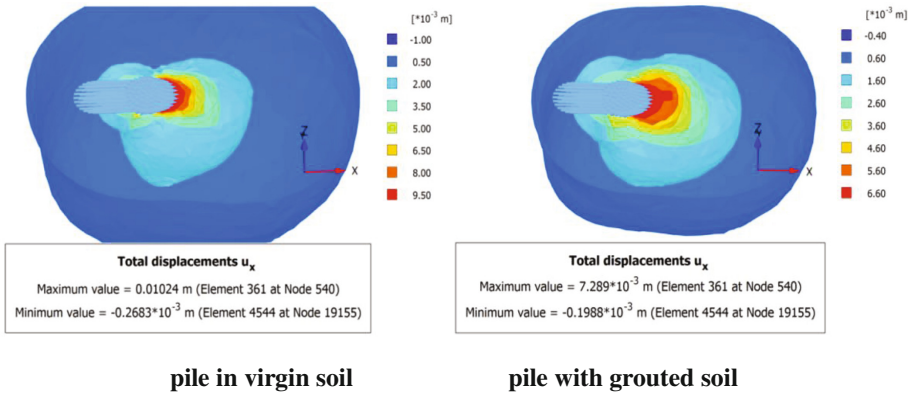 [*10⁻³ m]
-1.00
0.50
2.00
3.50
5.00
6.50
8.00
9.50
Z
X
Total displacements uₓ
Maximum value = 0.01024 m (Element 361 at Node 540)
Minimum value = -0.2683*10⁻³ m (Element 4544 at Node 19155)
pile in virgin soil
[*10⁻³ m]
-0.40
0.60
1.60
2.60
3.60
4.60
5.60
6.60
Z
X
Total displacements uₓ
Maximum value = 7.289*10⁻³ m (Element 361 at Node 540)
Minimum value = -0.1988*10⁻³ m (Element 4544 at Node 19155)
pile with grouted soil